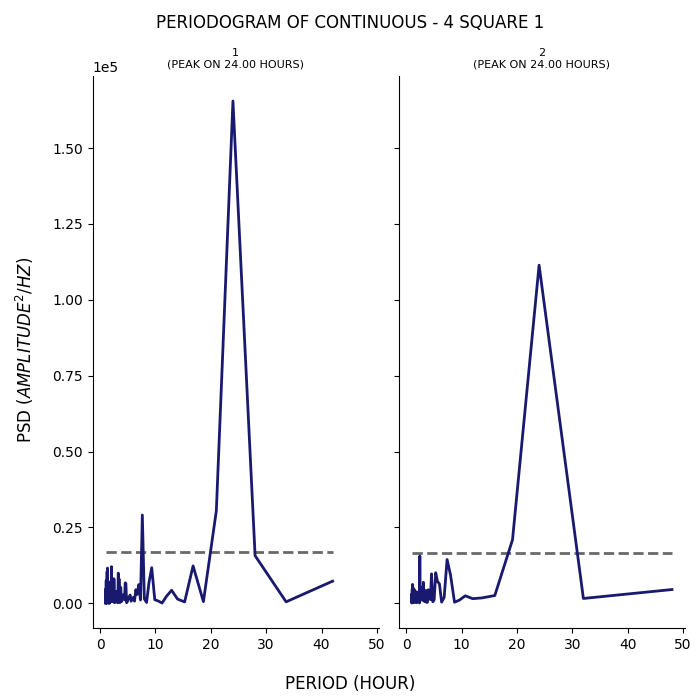 PERIODOGRAM OF CONTINUOUS - 4 SQUARE 1
1
(PEAK ON 24.00 HOURS)
2
(PEAK ON 24.00 HOURS)
1e5
1.50
1.25
1.00
0.75
0.50
0.25
0.00
PSD (AMPLITUDE²/HZ)
0 10 20 30 40 50
0 10 20 30 40 50
PERIOD (HOUR)